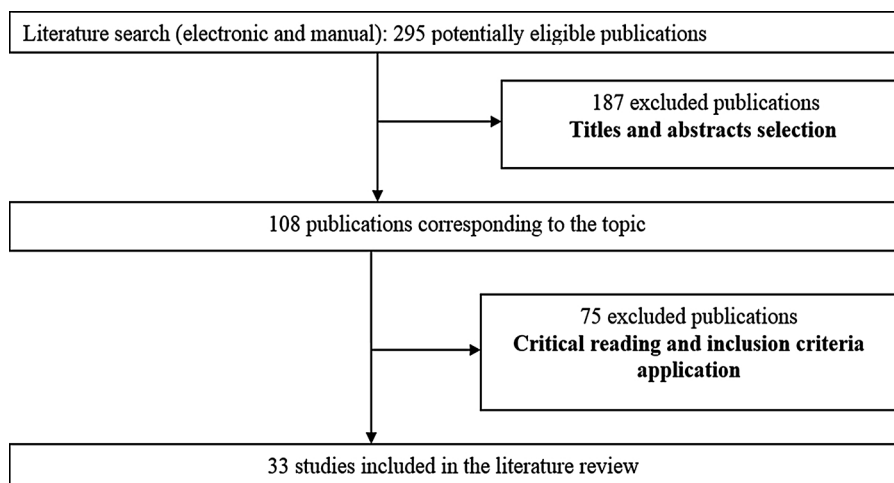 Literature search (electronic and manual): 295 potentially eligible publications
187 excluded publications
Titles and abstracts selection
108 publications corresponding to the topic
75 excluded publications
Critical reading and inclusion criteria
application
33 studies included in the literature review